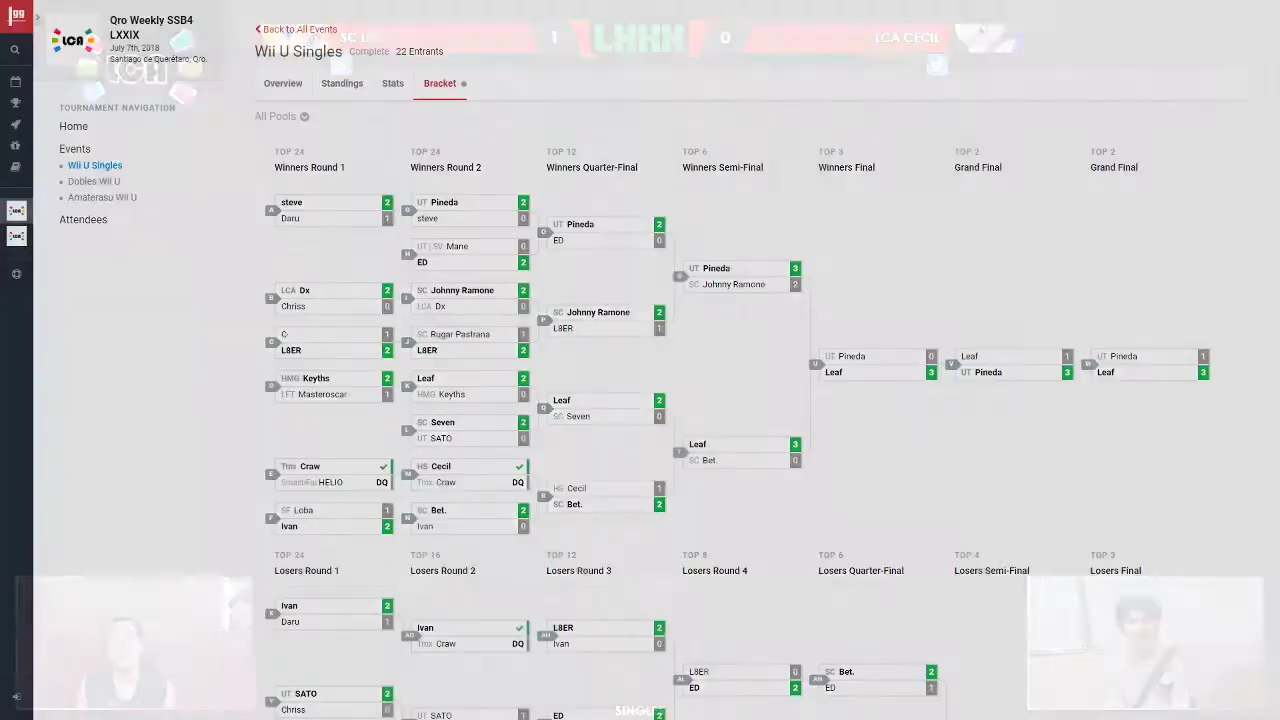 gg
LCA
Qro Weekly SSB4
LXXIX
July 7th, 2018
Santiago de Querétaro, Qro.
TOURNAMENT NAVIGATION
Home
Events
Wii U Singles
Dobles Wii U
Amaterasu Wii U
Attendees
Back to All Events
1
0
LCA CECIL
Wii U Singles Complete 22 Entrants
Overview Standings Stats Bracket
All Pools
TOP 24 TOP 24 TOP 12 TOP 6 TOP 3 TOP 2 TOP 2
Winners Round 1 Winners Round 2 Winners Quarter-Final Winners Semi-Final Winners Final Grand Final Grand Final
A steve 2
Daru 1
B LCA Dx 2
Chriss 0
C C- 1
L8ER 2
D HMG Keyths 2
LFT Masteroscar 1
E Tmx Craw
HELIO DQ
F SF Loba 1
Ivan 2
G UT Pineda 2
steve 0
H UT | SV Mane 0
ED 2
I SC Johnny Ramone 2
LCA Dx 0
J SC Rugar Pastrana 1
L8ER 2
K Leaf 2
HMG Keyths 0
L SC Seven 2
UT SATO 0
M HS Cecil
Tmx Craw DQ
N SC Bet. 2
Ivan 0
O UT Pineda 2
ED 0
P SC Johnny Ramone 2
L8ER 1
Q Leaf 2
SC Seven 0
R HS Cecil 1
SC Bet. 2
S UT Pineda 3
SC Johnny Ramone 2
T Leaf 3
SC Bet. 0
U UT Pineda 0
Leaf 3
V Leaf 1
UT Pineda 3
W UT Pineda 1
Leaf 3
TOP 24 TOP 16 TOP 12 TOP 8 TOP 6 TOP 4 TOP 3
Losers Round 1 Losers Round 2 Losers Round 3 Losers Round 4 Losers Quarter-Final Losers Semi-Final Losers Final
X Ivan 2
Daru 1
Y UT SATO 2
Chriss 0
AD Ivan
Tmx Craw DQ
UT SATO 1
AH L8ER 2
Ivan 0
ED 2
AL L8ER 0
ED 2
AN SC Bet. 2
ED 1